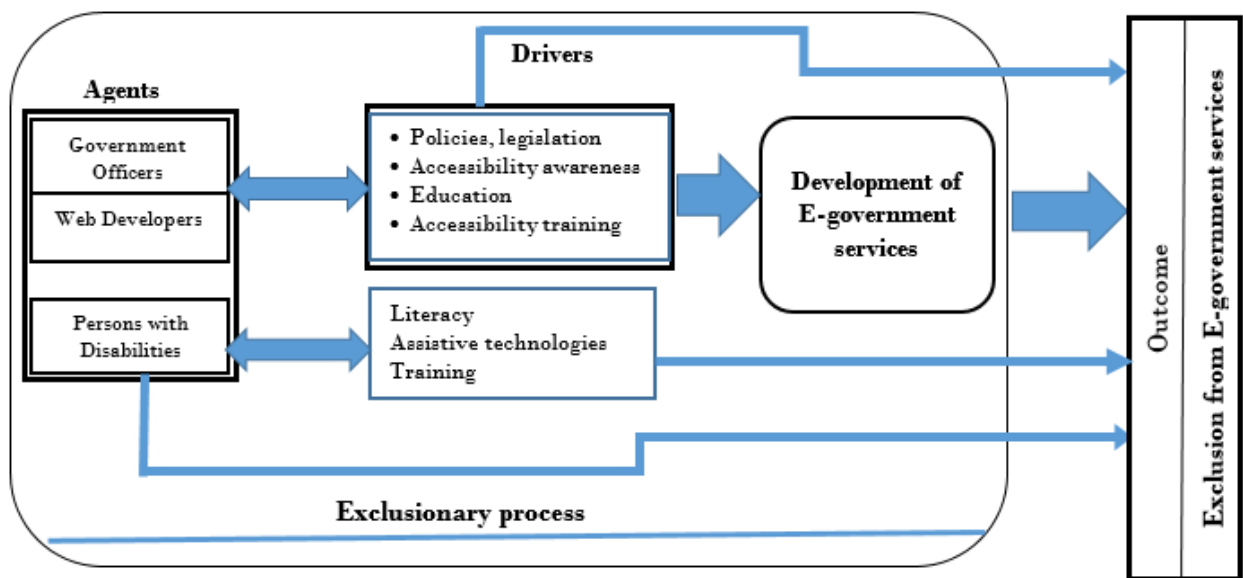 Drivers
Agents
Government
Officers
Web Developers
Persons with
Disabilities
• Policies, legislation
• Accessibility awareness
• Education
• Accessibility training
Literacy
Assistive technologies
Training
Development of
E-government
services
Exclusionary process
Outcome
Exclusion from E-government services